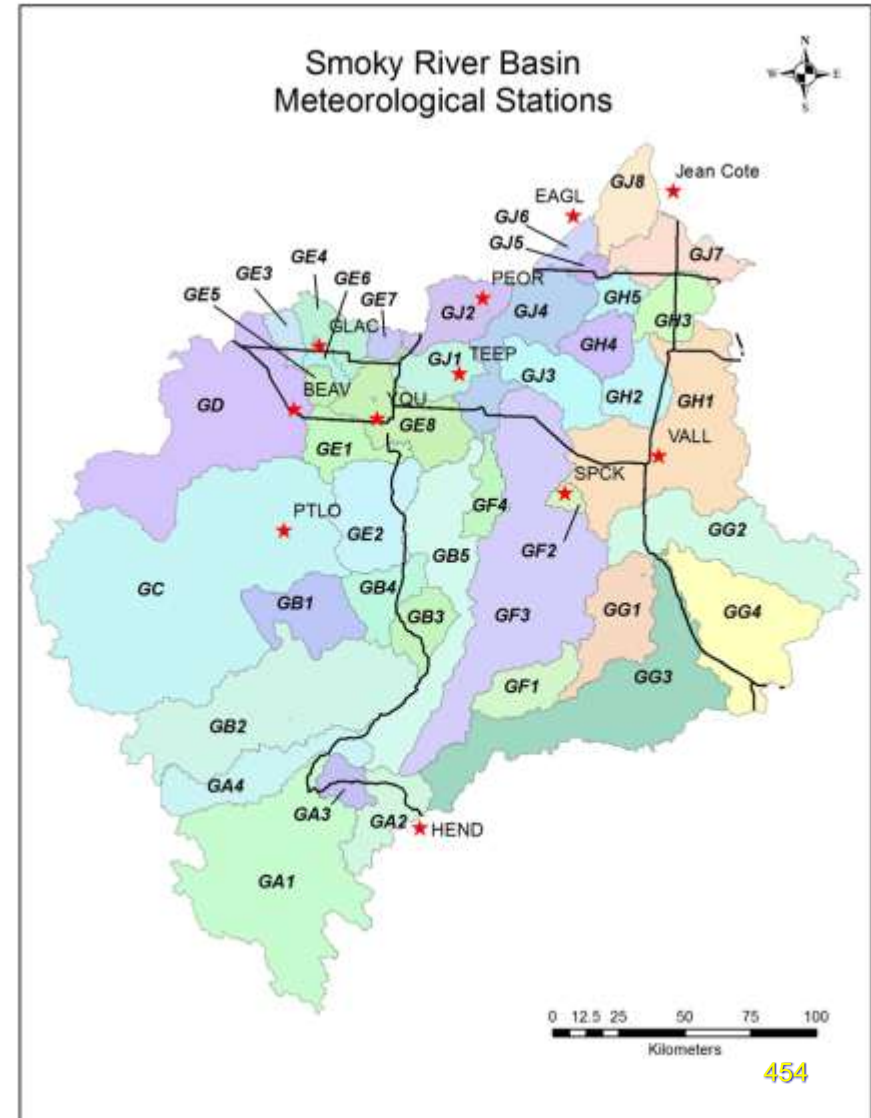 Smoky River Basin
Meteorological Stations
N
W E
S
GJ8
Jean Cote
EAGL
GJ6
GJ5
GJ7
GE4
GE3
GE6
GE5
GE7
PEOR
GJ2
GJ4
GH5
GH3
GLAC
GH4
GJ1
TEEP
GJ3
BEAV
YQU
GH2
GH1
GD
GE8
GE1
VALL
SPCK
GF4
PTLO
GE2
GB5
GF2
GG2
GC
GB4
GB1
GB3
GF3
GG1
GG4
GF1
GG3
GB2
GA4
GA3
GA2
HEND
GA1
0 12.5 25 50 75 100
Kilometers
454